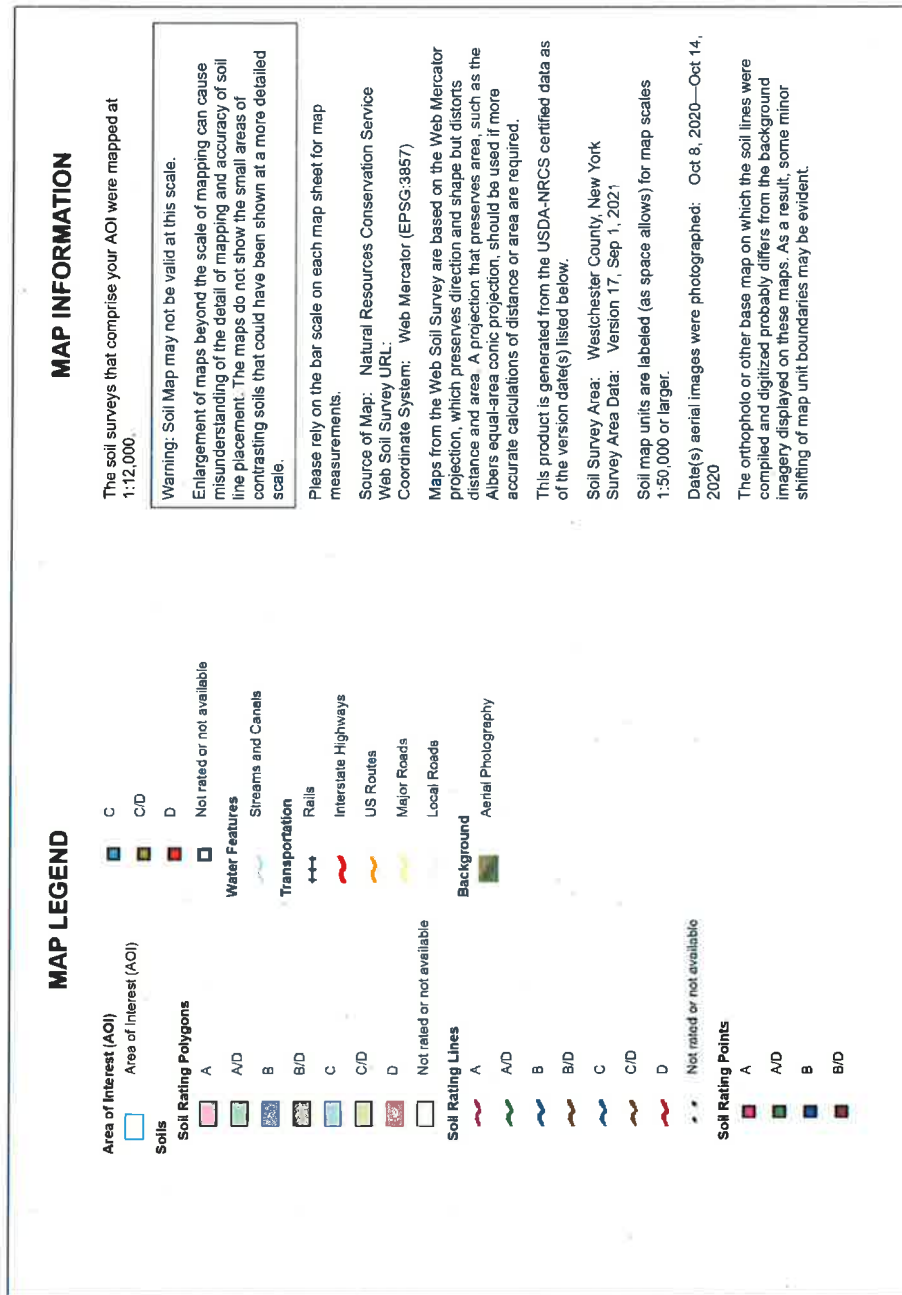 MAP LEGEND
Area of Interest (AOI)
Area of Interest (AOI)
Soils
Soil Rating Polygons
A
A/D
B
B/D
C
C/D
D
Not rated or not available
Soil Rating Lines
A
A/D
B
B/D
C
C/D
D
Not rated or not available
Soil Rating Points
A
A/D
B
B/D
C
C/D
D
Not rated or not available
Water Features
Streams and Canals
Transportation
Rails
Interstate Highways
US Routes
Major Roads
Local Roads
Background
Aerial Photography
MAP INFORMATION
The soil surveys that comprise your AOI were mapped at
1:12,000.
Warning: Soil Map may not be valid at this scale.
Enlargement of maps beyond the scale of mapping can cause
misunderstanding of the detail of mapping and accuracy of soil
line placement. The maps do not show the small areas of
contrasting soils that could have been shown at a more detailed
scale.
Please rely on the bar scale on each map sheet for map
measurements.
Source of Map: Natural Resources Conservation Service
Web Soil Survey URL:
Coordinate System: Web Mercator (EPSG:3857)
Maps from the Web Soil Survey are based on the Web Mercator
projection, which preserves direction and shape but distorts
distance and area. A projection that preserves area, such as the
Albers equal-area conic projection, should be used if more
accurate calculations of distance or area are required.
This product is generated from the USDA-NRCS certified data as
of the version date(s) listed below.
Soil Survey Area: Westchester County, New York
Survey Area Data: Version 17, Sep 1, 2021
Soil map units are labeled (as space allows) for map scales
1:50,000 or larger.
Date(s) aerial images were photographed: Oct 8, 2020—Oct 14,
2020
The orthophoto or other base map on which the soil lines were
compiled and digitized probably differs from the background
imagery displayed on these maps. As a result, some minor
shifting of map unit boundaries may be evident.